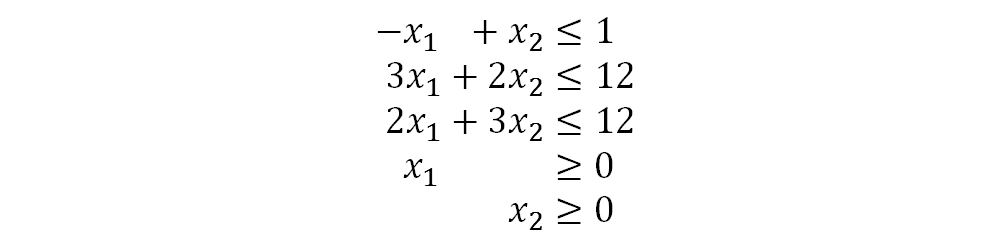 −x₁ + x₂ ≤ 1
3x₁ + 2x₂ ≤ 12
2x₁ + 3x₂ ≤ 12
x₁ ≥ 0
x₂ ≥ 0